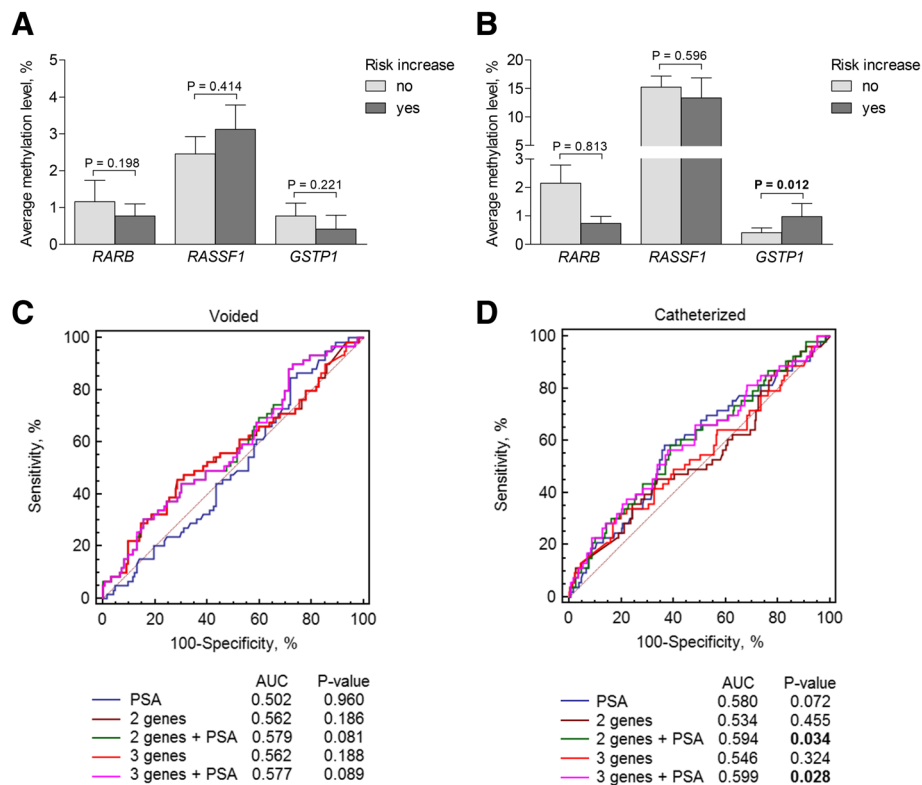 A
Average methylation level, %
5
4
3
2
1
0
P = 0.198
P = 0.414
P = 0.221
RARB
RASSF1
GSTP1
Risk increase
no
yes
B
Average methylation level, %
20
15
10
5
3
2
1
0
P = 0.813
P = 0.596
P = 0.012
RARB
RASSF1
GSTP1
Risk increase
no
yes
C
Voided
Sensitivity, %
100
80
60
40
20
0
0 20 40 60 80 100
100-Specificity, %
AUC P-value
PSA 0.502 0.960
2 genes 0.562 0.186
2 genes + PSA 0.579 0.081
3 genes 0.562 0.188
3 genes + PSA 0.577 0.089
D
Catheterized
Sensitivity, %
100
80
60
40
20
0
0 20 40 60 80 100
100-Specificity, %
AUC P-value
PSA 0.580 0.072
2 genes 0.534 0.455
2 genes + PSA 0.594 0.034
3 genes 0.546 0.324
3 genes + PSA 0.599 0.028